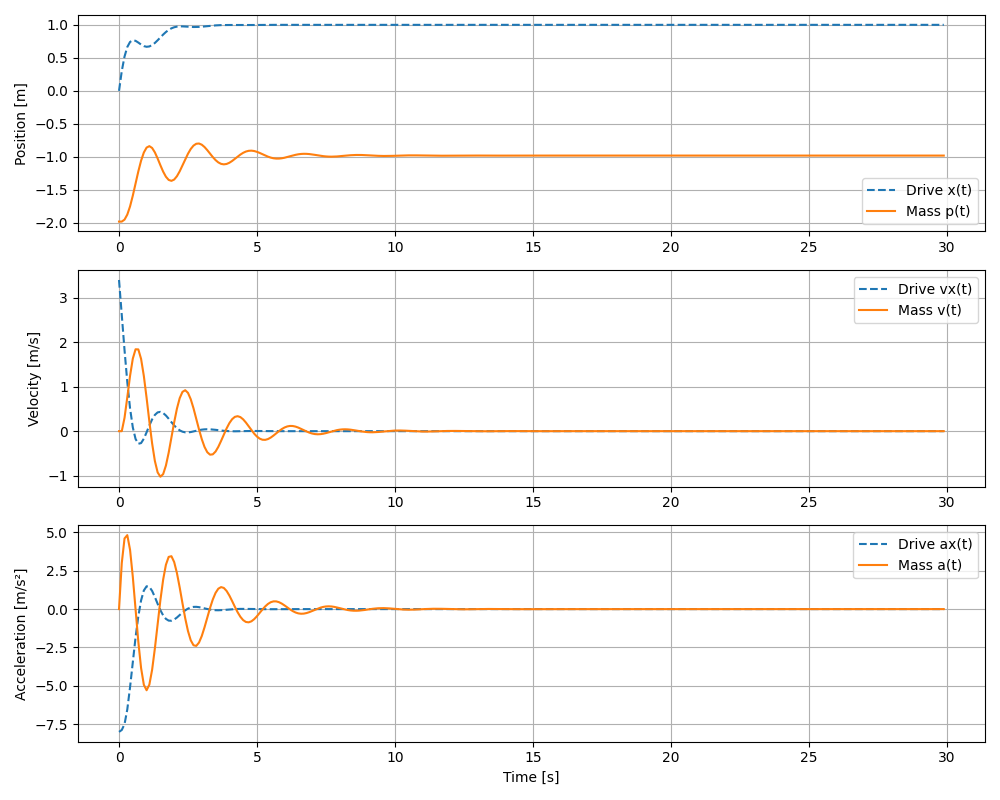 1.0
0.5
0.0
−0.5
−1.0
−1.5
−2.0
Position [m]
Drive x(t)
Mass p(t)
0 5 10 15 20 25 30
3
2
1
0
−1
Velocity [m/s]
Drive vx(t)
Mass v(t)
0 5 10 15 20 25 30
5.0
2.5
0.0
−2.5
−5.0
−7.5
Acceleration [m/s²]
Drive ax(t)
Mass a(t)
0 5 10 15 20 25 30
Time [s]